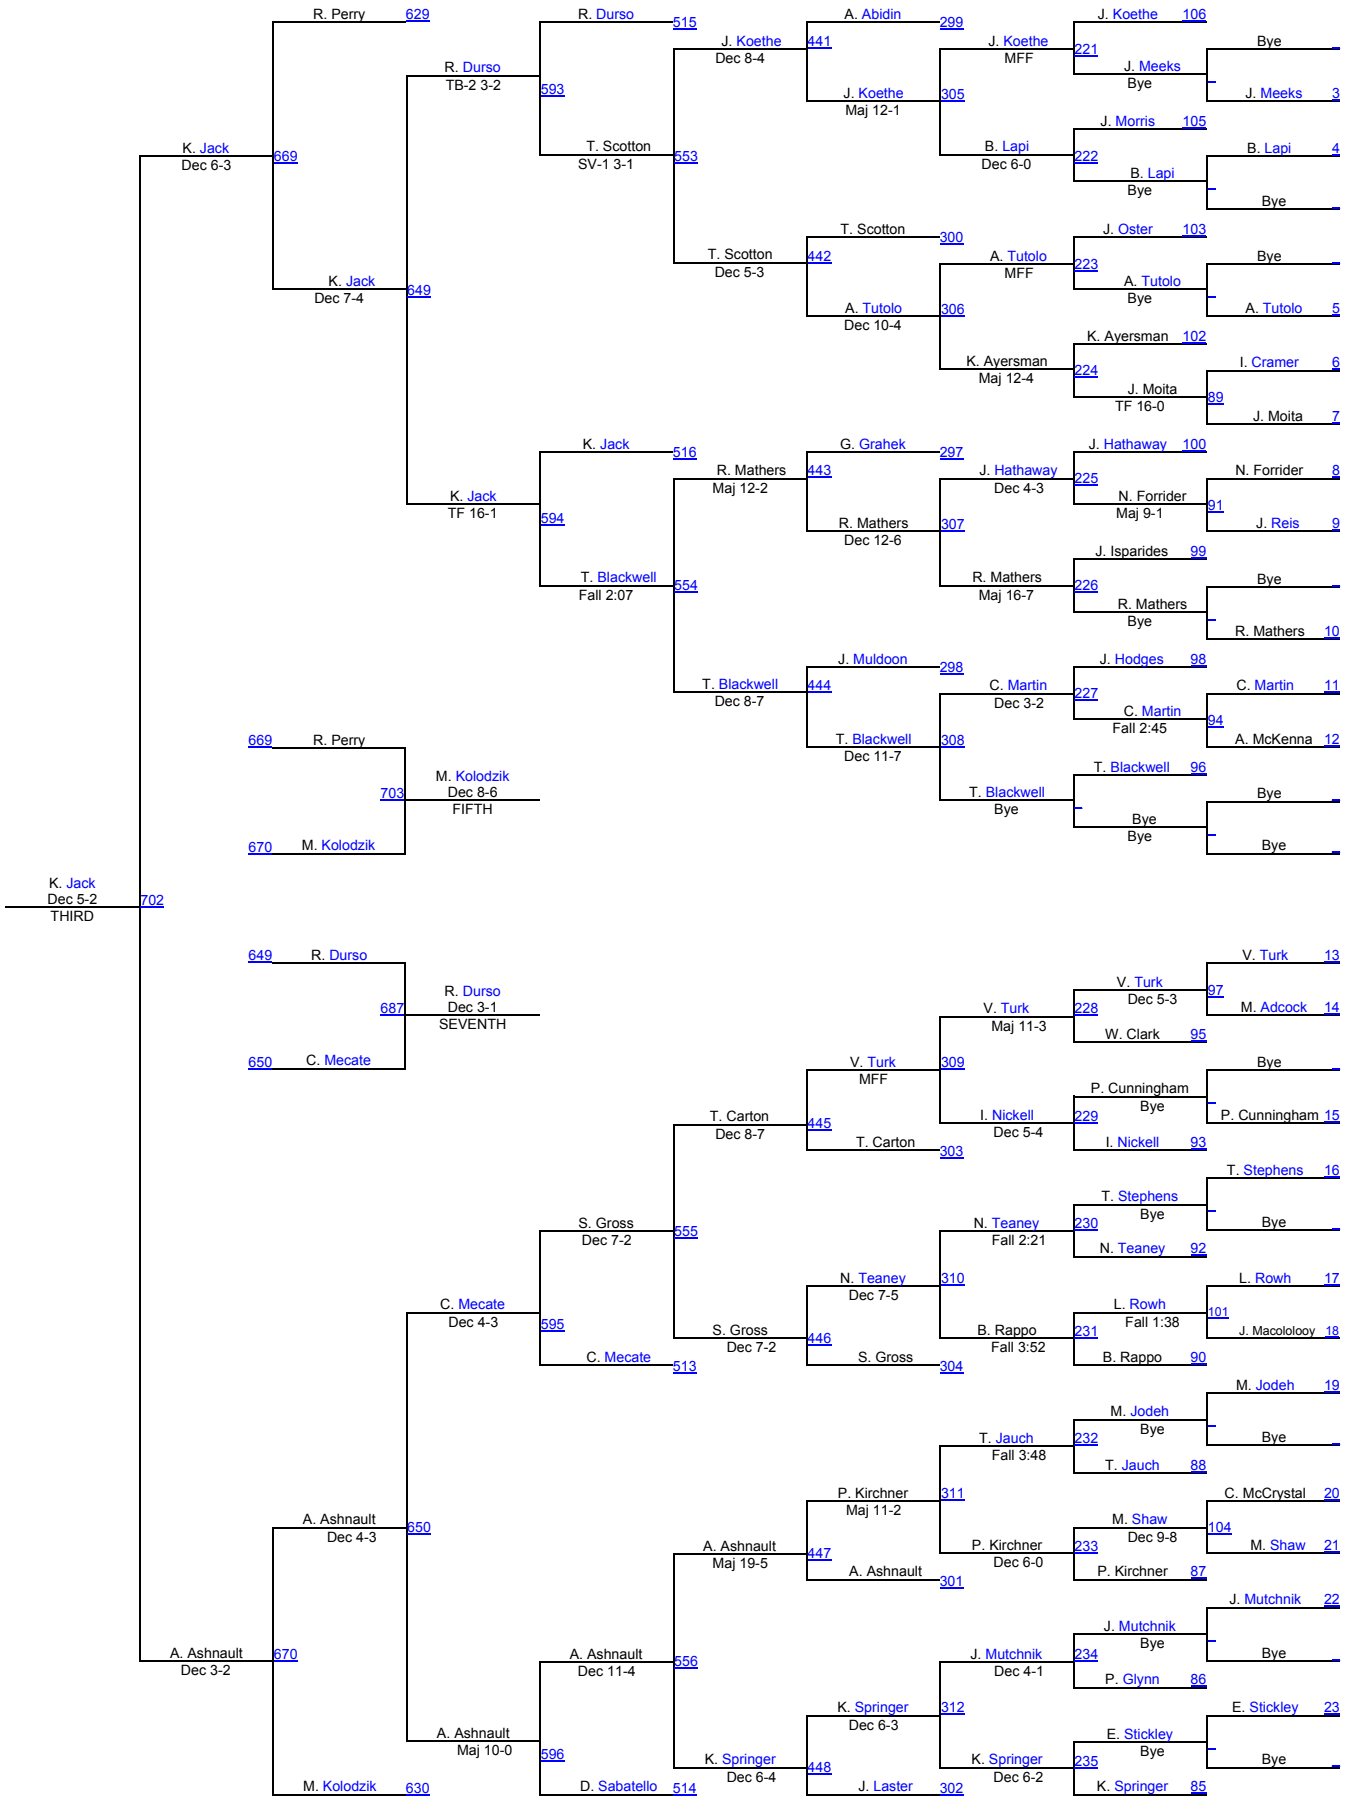 R. Perry 629
R. Durso 515
A. Abidin 299
J. Koethe 106
J. Koethe 441
Dec 8-4
J. Koethe
MFF
221
Bye
R. Durso
TB-2 3-2
593
J. Koethe 305
Maj 12-1
J. Meeks
Bye
J. Meeks 3
K. Jack 669
Dec 6-3
T. Scotton 553
SV-1 3-1
B. Lapi 222
Dec 6-0
J. Morris 105
B. Lapi 4
B. Lapi
Bye
Bye
K. Jack 649
Dec 7-4
T. Scotton 442
Dec 5-3
T. Scotton 300
A. Tutolo 223
MFF
J. Oster 103
Bye
A. Tutolo
Bye
A. Tutolo 5
A. Tutolo 306
Dec 10-4
K. Ayersman 224
Maj 12-4
K. Ayersman 102
I. Cramer 6
J. Moita 89
TF 16-0
J. Moita 7
K. Jack 594
TF 16-1
K. Jack 516
R. Mathers 443
Maj 12-2
G. Grahek 297
J. Hathaway 225
Dec 4-3
J. Hathaway 100
N. Forrider 8
N. Forrider 91
Maj 9-1
J. Reis 9
R. Mathers 307
Dec 12-6
T. Blackwell 554
Fall 2:07
R. Mathers 226
Maj 16-7
J. Isparides 99
Bye
R. Mathers
Bye
R. Mathers 10
T. Blackwell 444
Dec 8-7
J. Muldoon 298
C. Martin 227
Dec 3-2
J. Hodges 98
C. Martin 11
C. Martin 94
Fall 2:45
A. McKenna 12
T. Blackwell 308
Dec 11-7
T. Blackwell
Bye
T. Blackwell 96
Bye
Bye
Bye
Bye
669 R. Perry
703
M. Kolodzik
Dec 8-6
FIFTH
670 M. Kolodzik
K. Jack
Dec 5-2
THIRD
702
649 R. Durso
687
R. Durso
Dec 3-1
SEVENTH
650 C. Mecate
V. Turk 13
V. Turk 97
Dec 5-3
M. Adcock 14
V. Turk 228
Maj 11-3
W. Clark 95
V. Turk 309
MFF
Bye
P. Cunningham
Bye
P. Cunningham 15
I. Nickell 229
Dec 5-4
I. Nickell 93
T. Carton 445
Dec 8-7
T. Carton 303
S. Gross 555
Dec 7-2
T. Stephens 16
T. Stephens
Bye
Bye
N. Teaney 230
Fall 2:21
N. Teaney 92
N. Teaney 310
Dec 7-5
L. Rowh 17
L. Rowh 101
Fall 1:38
J. Macololooy 18
B. Rappo 231
Fall 3:52
B. Rappo 90
S. Gross 446
Dec 7-2
S. Gross 304
C. Mecate 595
Dec 4-3
C. Mecate 513
M. Jodeh 19
M. Jodeh
Bye
Bye
T. Jauch 232
Fall 3:48
T. Jauch 88
P. Kirchner 311
Maj 11-2
C. McCrystal 20
M. Shaw 104
Dec 9-8
M. Shaw 21
P. Kirchner 233
Dec 6-0
P. Kirchner 87
A. Ashnault 650
Dec 4-3
A. Ashnault 447
Maj 19-5
A. Ashnault 301
A. Ashnault 670
Dec 3-2
A. Ashnault 556
Dec 11-4
J. Mutchnik 22
J. Mutchnik
Bye
Bye
J. Mutchnik 234
Dec 4-1
P. Glynn 86
K. Springer 312
Dec 6-3
E. Stickley 23
E. Stickley
Bye
Bye
A. Ashnault 596
Maj 10-0
K. Springer 448
Dec 6-4
K. Springer 235
Dec 6-2
M. Kolodzik 630
D. Sabatello 514
J. Laster 302
K. Springer 85